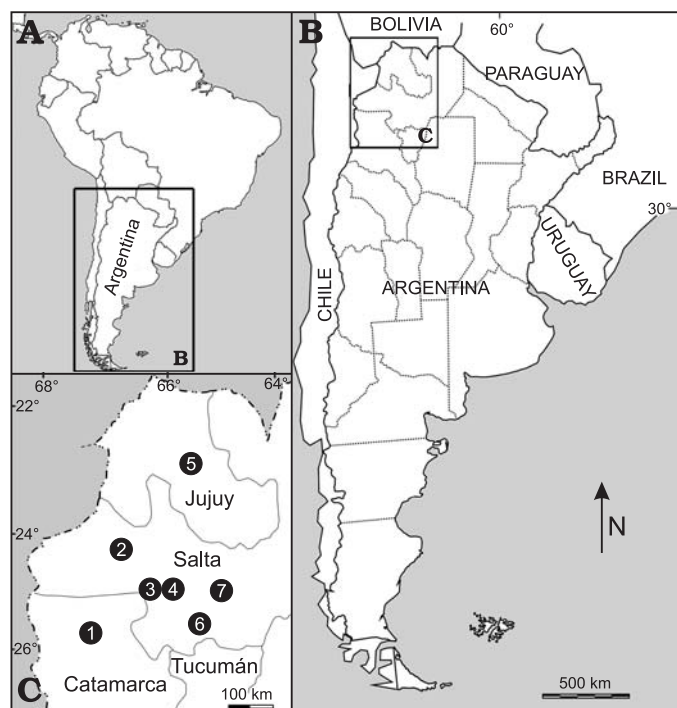 A
Argentina
B
B
BOLIVIA
60°
PARAGUAY
C
BRAZIL
30°
URUGUAY
CHILE
ARGENTINA
N
500 km
68° 66° 64°
22°
5
Jujuy
24°
2
Salta
3 4 7
1 6
26°
Tucumán
Catamarca
C
100 km